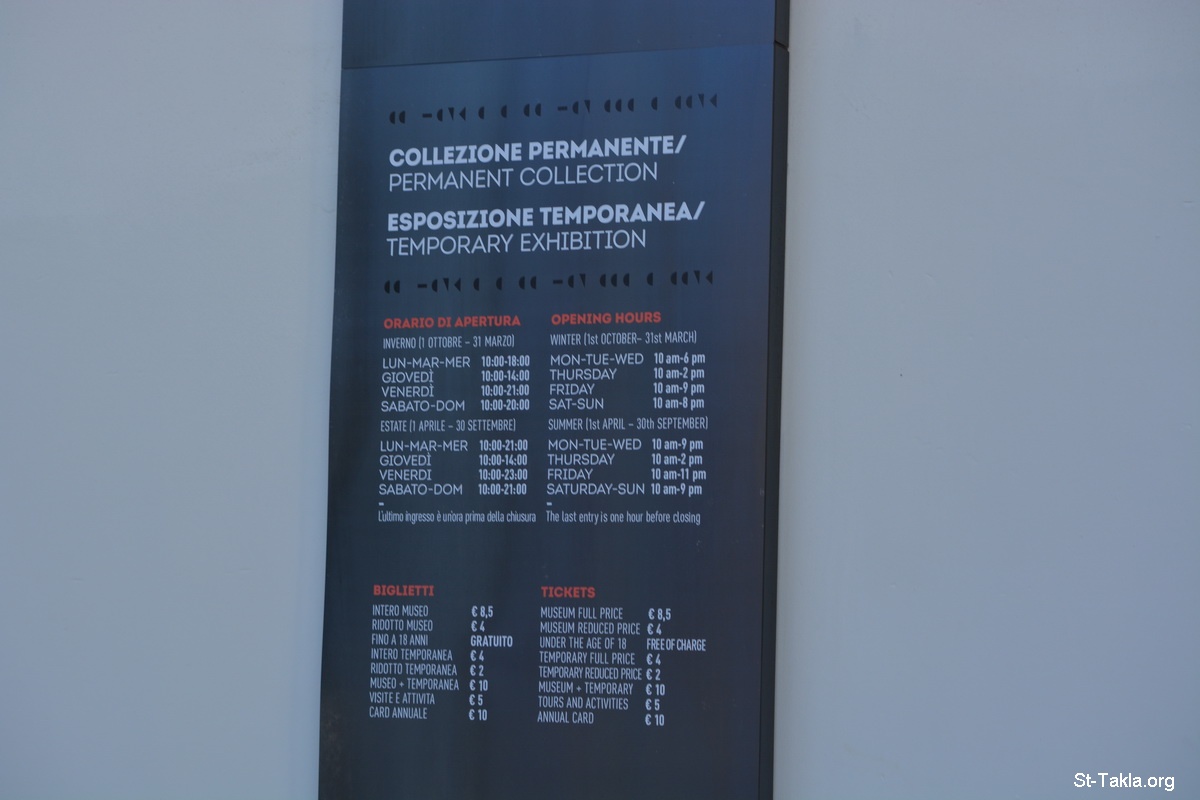 COLLEZIONE PERMANENTE/
PERMANENT COLLECTION
ESPOSIZIONE TEMPORANEA/
TEMPORARY EXHIBITION
ORARIO DI APERTURA
INVERNO (1 OTTOBRE – 31 MARZO)
LUN-MAR-MER 10:00-18:00
GIOVEDÌ 10:00-14:00
VENERDÌ 10:00-21:00
SABATO-DOM 10:00-20:00
ESTATE (1 APRILE – 30 SETTEMBRE)
LUN-MAR-MER 10:00-21:00
GIOVEDÌ 10:00-14:00
VENERDÌ 10:00-23:00
SABATO-DOM 10:00-21:00
–
L'ultimo ingresso è un'ora prima della chiusura
OPENING HOURS
WINTER (1st OCTOBER– 31st MARCH)
MON-TUE-WED 10 am-6 pm
THURSDAY 10 am-2 pm
FRIDAY 10 am-9 pm
SAT-SUN 10 am-8 pm
SUMMER (1st APRIL – 30th SEPTEMBER)
MON-TUE-WED 10 am-9 pm
THURSDAY 10 am-2 pm
FRIDAY 10 am-11 pm
SATURDAY-SUN 10 am-9 pm
–
The last entry is one hour before closing
BIGLIETTI
INTERO MUSEO € 8,5
RIDOTTO MUSEO € 4
FINO A 18 ANNI GRATUITO
INTERO TEMPORANEA € 4
RIDOTTO TEMPORANEA € 2
MUSEO + TEMPORANEA € 10
VISITE E ATTIVITA € 5
CARD ANNUALE € 10
TICKETS
MUSEUM FULL PRICE € 8,5
MUSEUM REDUCED PRICE € 4
UNDER THE AGE OF 18 FREE OF CHARGE
TEMPORARY FULL PRICE € 4
TEMPORARY REDUCED PRICE € 2
MUSEUM + TEMPORARY € 10
TOURS AND ACTIVITIES € 5
ANNUAL CARD € 10
St-Takla.org